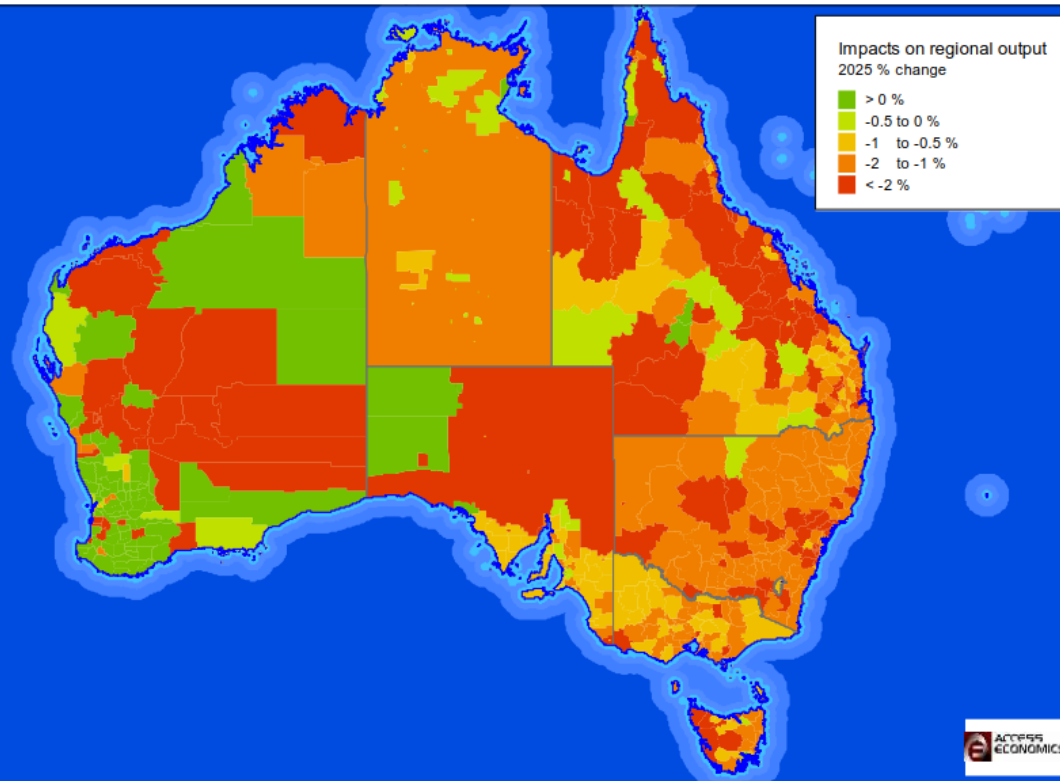 Impacts on regional output
2025 % change
> 0 %
-0.5 to 0 %
-1 to -0.5 %
-2 to -1 %
< -2 %
ACCESS
ECONOMICS